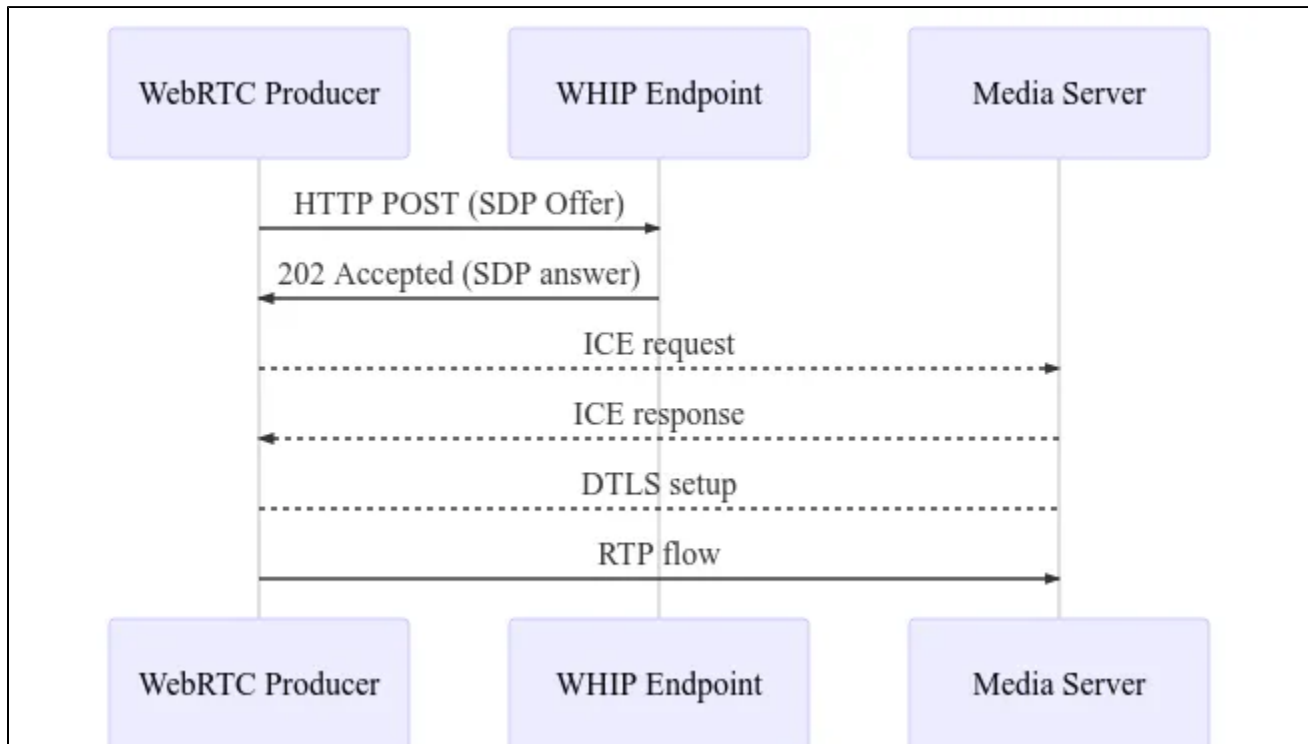 WebRTC Producer
WHIP Endpoint
Media Server
HTTP POST (SDP Offer)
202 Accepted (SDP answer)
ICE request
ICE response
DTLS setup
RTP flow
WebRTC Producer
WHIP Endpoint
Media Server